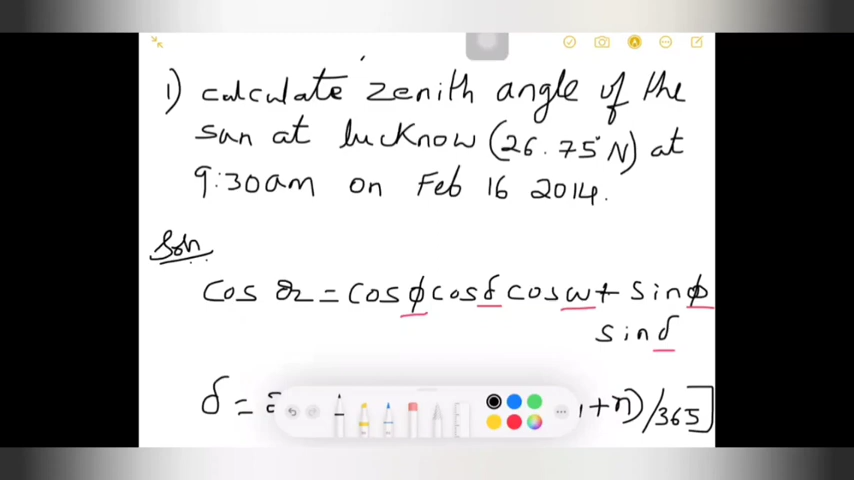 1) calculate zenith angle of the
sun at lucknow (26.75°N) at
9:30am on Feb 16 2014.
Soln
cos θz = cosϕ cosδ cosω + sinϕ
sinδ
δ = 2 +n)/365]